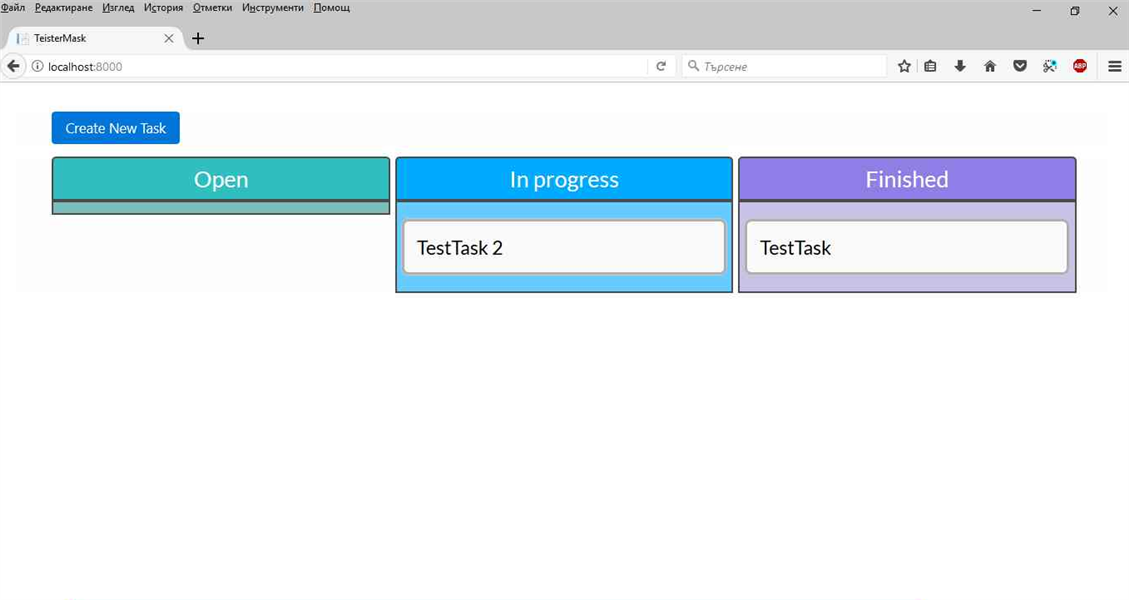 Файл Редактиране Изглед История Отметки Инструменти Помощ
TeisterMask
localhost:8000 Търсене ABP
Create New Task
Open In progress Finished
TestTask 2 TestTask